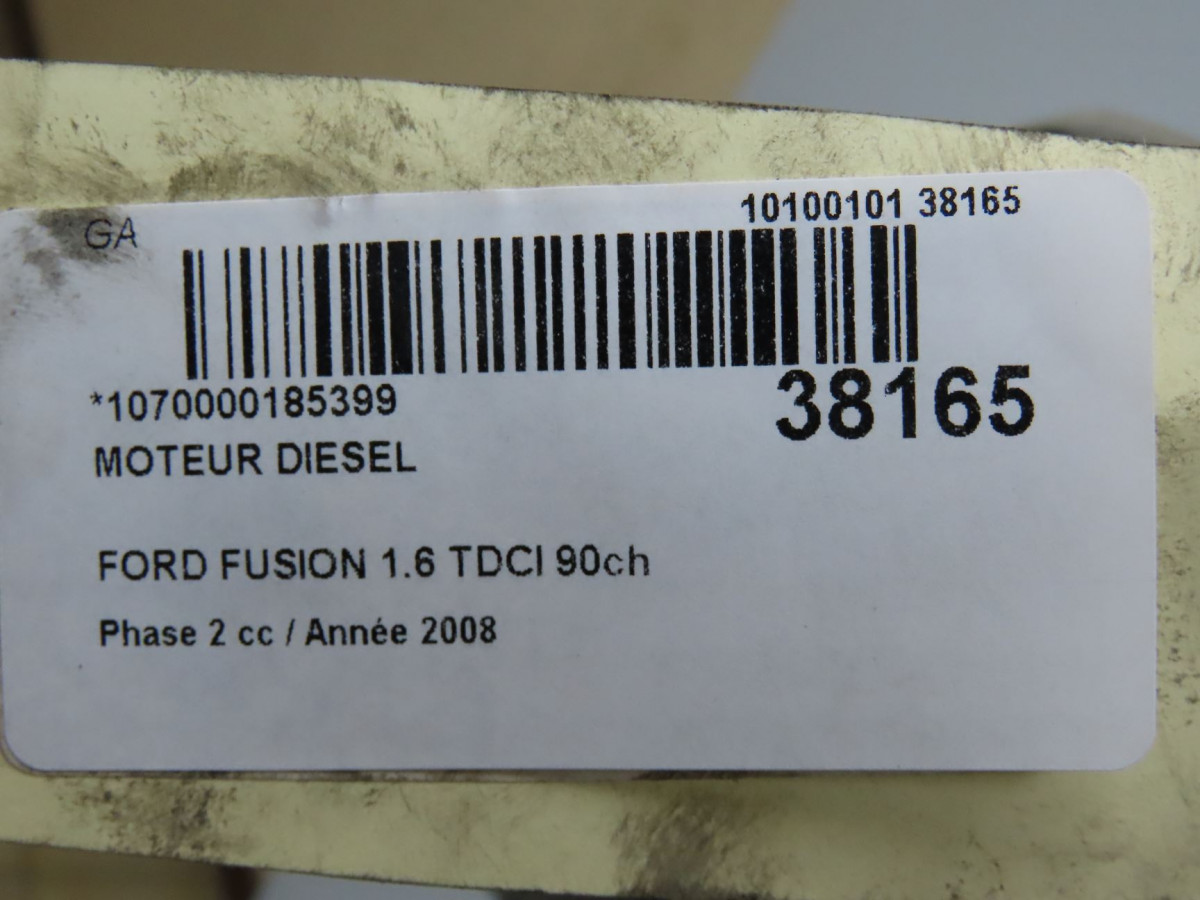 10100101 38165
GA
*1070000185399
38165
MOTEUR DIESEL
FORD FUSION 1.6 TDCI 90ch
Phase 2 cc / Année 2008